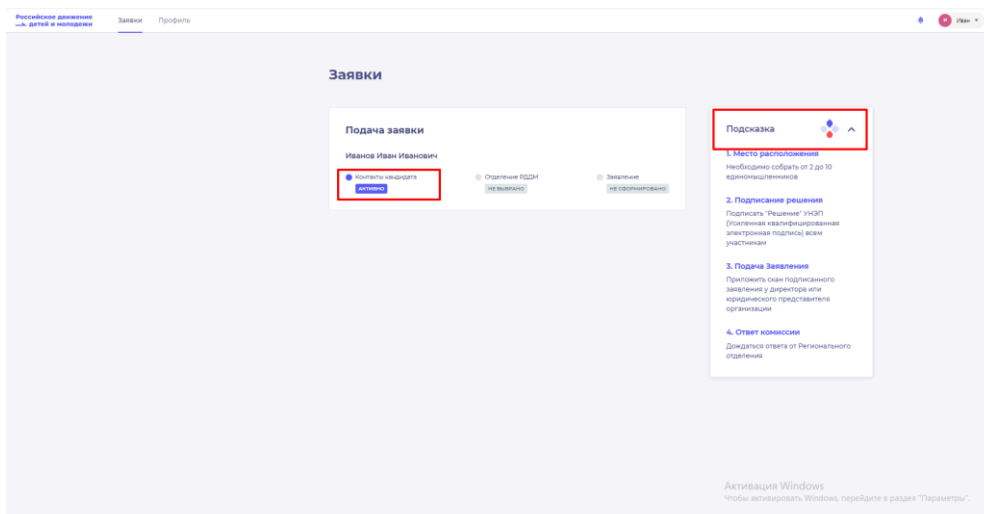 Российское движение
детей и молодежи
Заявки
Профиль
И
Иван
Заявки
Подача заявки
Иванов Иван Иванович
Контакты кандидата
АКТИВНО
Отделение РДДМ
НЕ ВЫБРАНО
Заявление
НЕ СФОРМИРОВАНО
Подсказка
1. Место расположения
Необходимо собрать от 2 до 10
единомышленников
2. Подписание решения
Подписать "Решение" УНЭП
(Усиленная квалифицированная
электронная подпись) всем
участникам
3. Подача Заявления
Приложить скан подписанного
заявления у директора или
юридического представителя
организации
4. Ответ комиссии
Дождаться ответа от Регионального
отделения
Активация Windows
Чтобы активировать Windows, перейдите в раздел "Параметры".